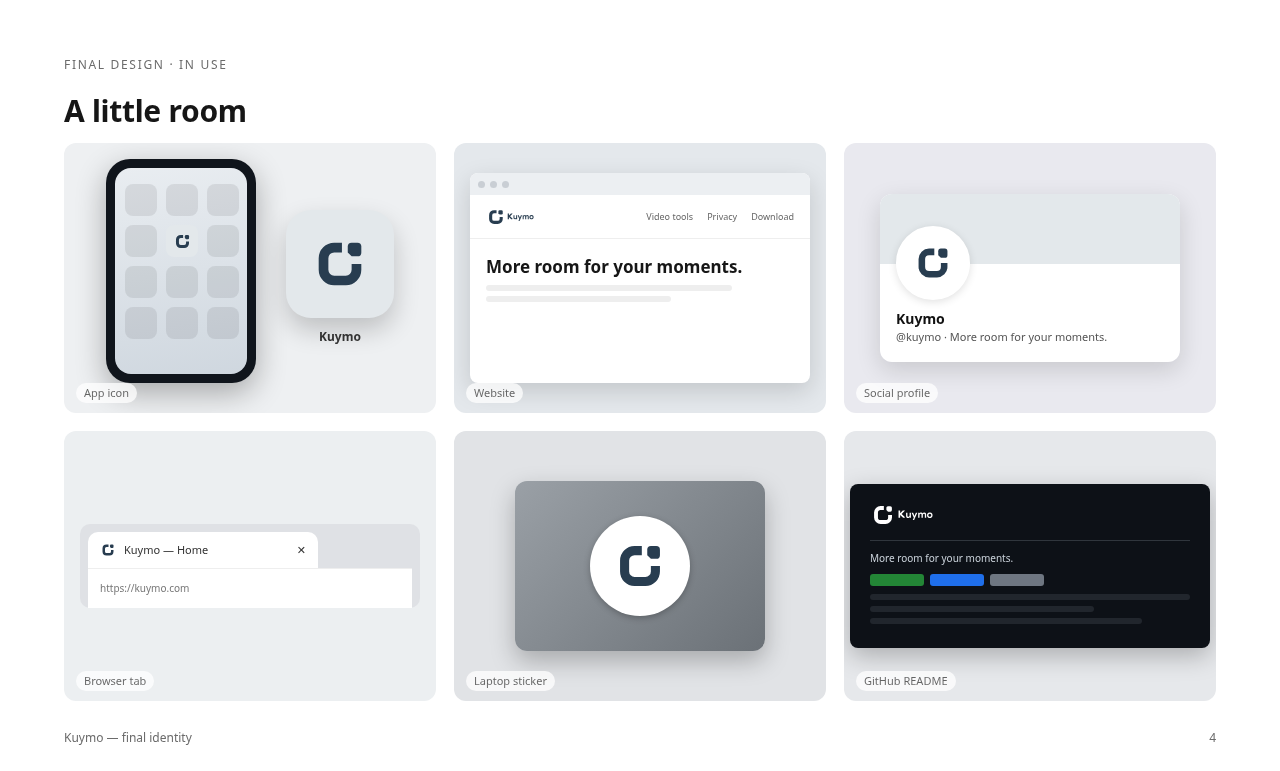 FINAL DESIGN · IN USE
A little room
Kuymo
App icon
Kuymo
Video tools Privacy Download
More room for your moments.
Website
Kuymo
@kuymo · More room for your moments.
Social profile
Kuymo — Home ✕
https://kuymo.com
Browser tab
Laptop sticker
Kuymo
More room for your moments.
GitHub README
Kuymo — final identity
4